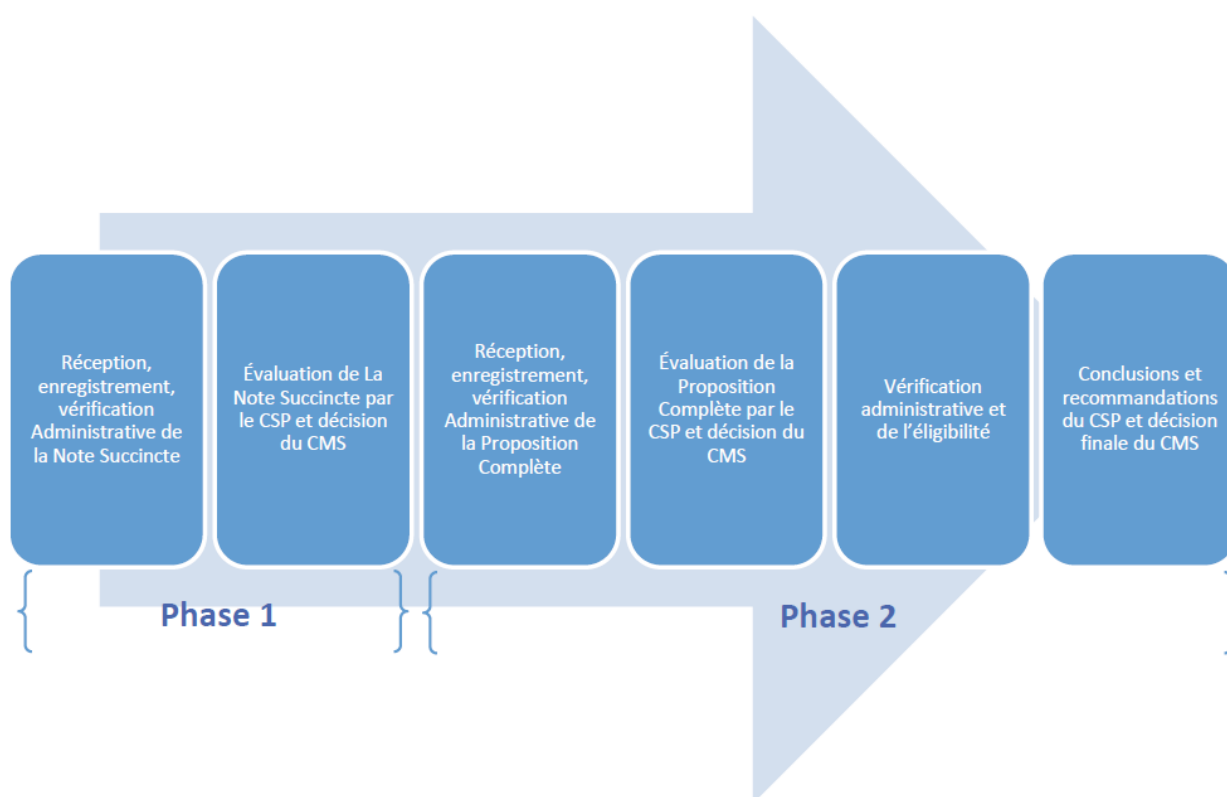 Réception,
enregistrement,
vérification
Administrative de
la Note Succincte
Évaluation de La
Note Succincte par
le CSP et décision
du CMS
Réception,
enregistrement,
vérification
Administrative de
la Proposition
Complète
Évaluation de la
Proposition
Complète par le
CSP et décision du
CMS
Vérification
administrative et
de l'éligibilité
Conclusions et
recommandations
du CSP et décision
finale du CMS
Phase 1
Phase 2